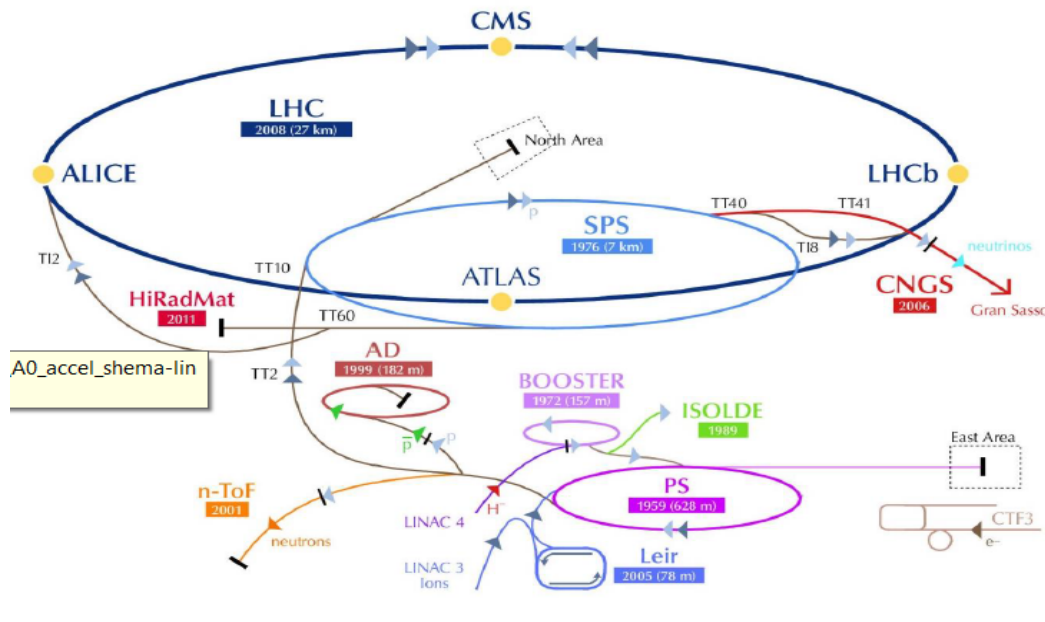 CMS
LHC
2008 (27 km)
North Area
ALICE
LHCb
TT40
TT41
p
SPS
1976 (7 km)
TI8
neutrinos
TI2
TT10
ATLAS
CNGS
2006
Gran Sasso
HiRadMat
2011
TT60
A0_accel_shema-lin
AD
1999 (182 m)
TT2
BOOSTER
1972 (157 m)
ISOLDE
1989
p̄
p
East Area
n-ToF
2001
PS
1959 (628 m)
H⁻
LINAC 4
neutrons
CTF3
e–
LINAC 3
Ions
Leir
2005 (78 m)